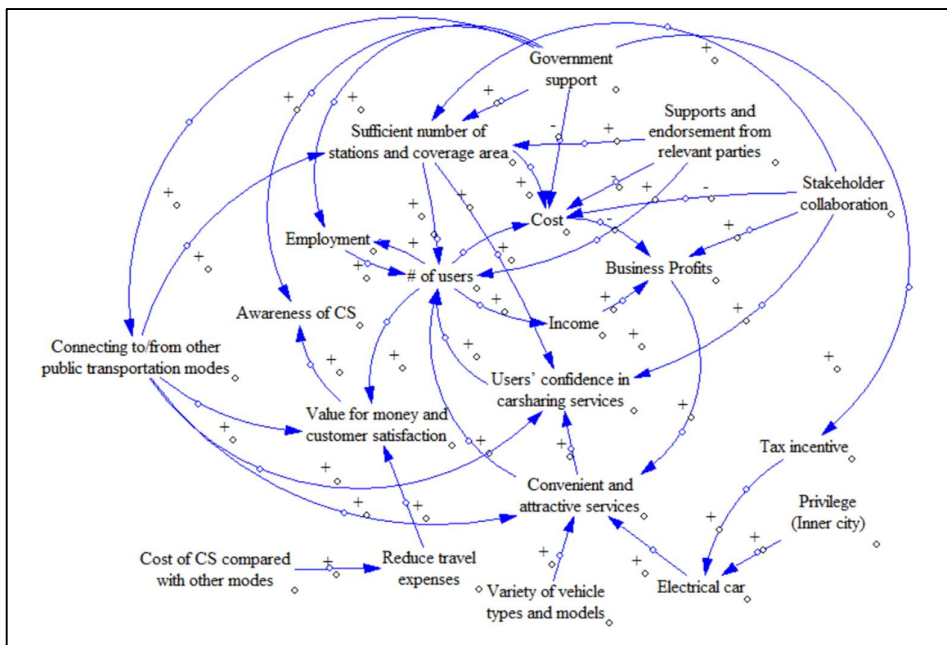 Government
support
Sufficient number of
stations and coverage area
Supports and
endorsement from
relevant parties
Stakeholder
collaboration
Cost
Employment
# of users
Business Profits
Awareness of CS
Income
Connecting to/from other
public transportation modes
Users' confidence in
carsharing services
Value for money and
customer satisfaction
Tax incentive
Convenient and
attractive services
Privilege
(Inner city)
Cost of CS compared
with other modes
Reduce travel
expenses
Variety of vehicle
types and models
Electrical car